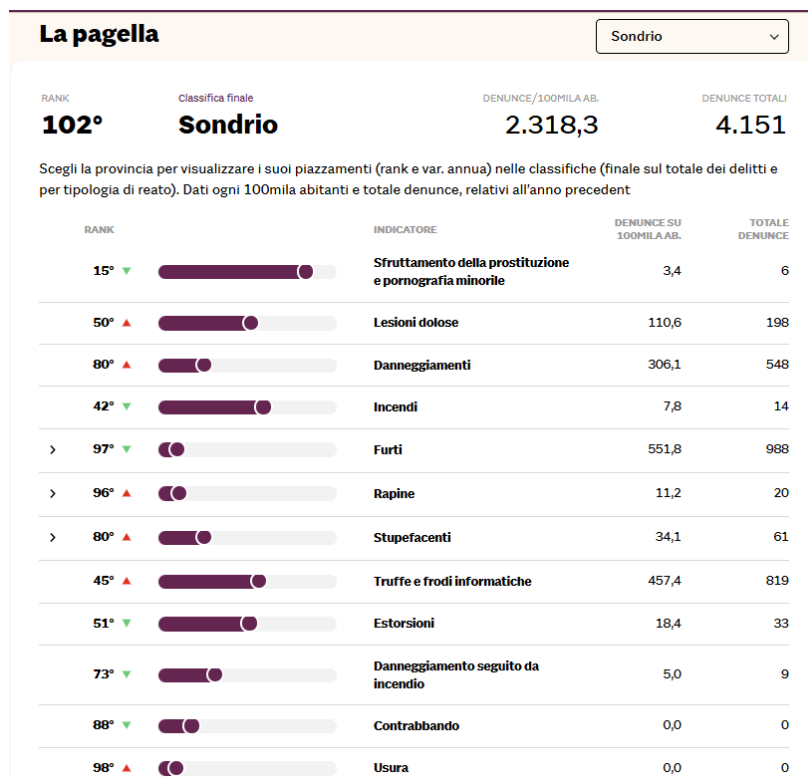 La pagella
Sondrio
RANK Classifica finale DENUNCE/100MILA AB. DENUNCE TOTALI
102° Sondrio 2.318,3 4.151
Scegli la provincia per visualizzare i suoi piazzamenti (rank e var. annua) nelle classifiche (finale sul totale dei delitti e
per tipologia di reato). Dati ogni 100mila abitanti e totale denunce, relativi all'anno precedent
RANK INDICATORE DENUNCE SU 100MILA AB. TOTALE DENUNCE
15° Sfruttamento della prostituzione e pornografia minorile 3,4 6
50° Lesioni dolose 110,6 198
80° Danneggiamenti 306,1 548
42° Incendi 7,8 14
97° Furti 551,8 988
96° Rapine 11,2 20
80° Stupefacenti 34,1 61
45° Truffe e frodi informatiche 457,4 819
51° Estorsioni 18,4 33
73° Danneggiamento seguito da incendio 5,0 9
88° Contrabbando 0,0 0
98° Usura 0,0 0